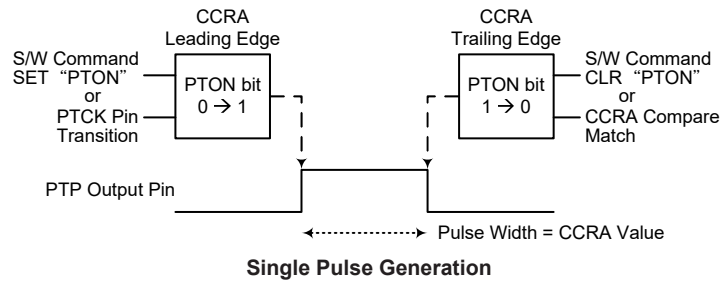 CCRA
Leading Edge
S/W Command
SET “PTON”
or
PTCK Pin
Transition
PTON bit
0 → 1
CCRA
Trailing Edge
PTON bit
1 → 0
S/W Command
CLR “PTON”
or
CCRA Compare
Match
PTP Output Pin
Pulse Width = CCRA Value
Single Pulse Generation